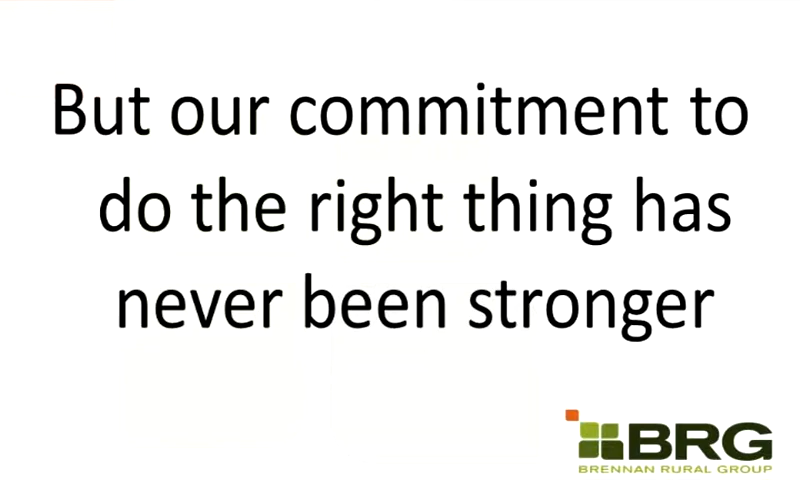 But our commitment to
do the right thing has
never been stronger
BRG
BRENNAN RURAL GROUP